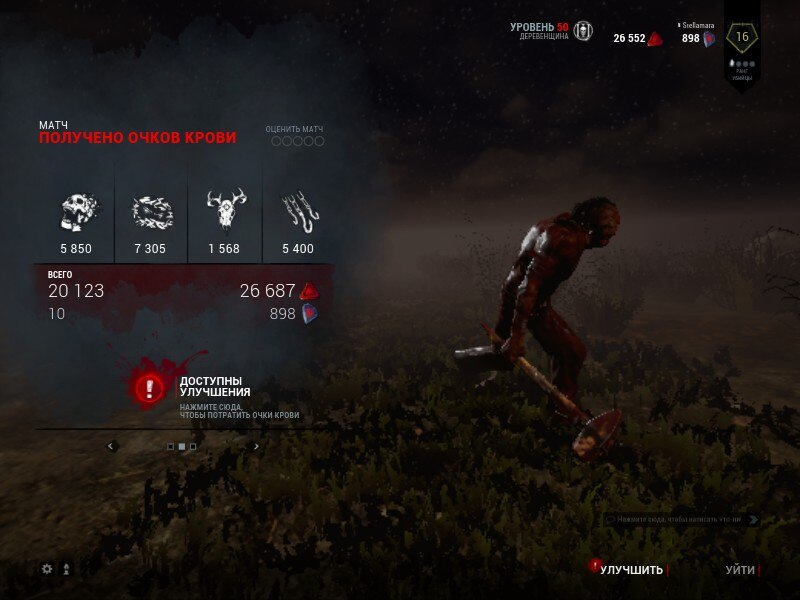 УРОВЕНЬ 50
ДЕРЕВЕНЩИНА
26 552
Stellamara
898
16
РАНГ
УБИЙЦЫ
МАТЧ
ПОЛУЧЕНО ОЧКОВ КРОВИ
ОЦЕНИТЬ МАТЧ
5 850 7 305 1 568 5 400
ВСЕГО
20 123 26 687
10 898
ДОСТУПНЫ
УЛУЧШЕНИЯ
НАЖМИТЕ СЮДА,
ЧТОБЫ ПОТРАТИТЬ ОЧКИ КРОВИ
Нажмите сюда, чтобы написать что-ни
УЛУЧШИТЬ
УЙТИ